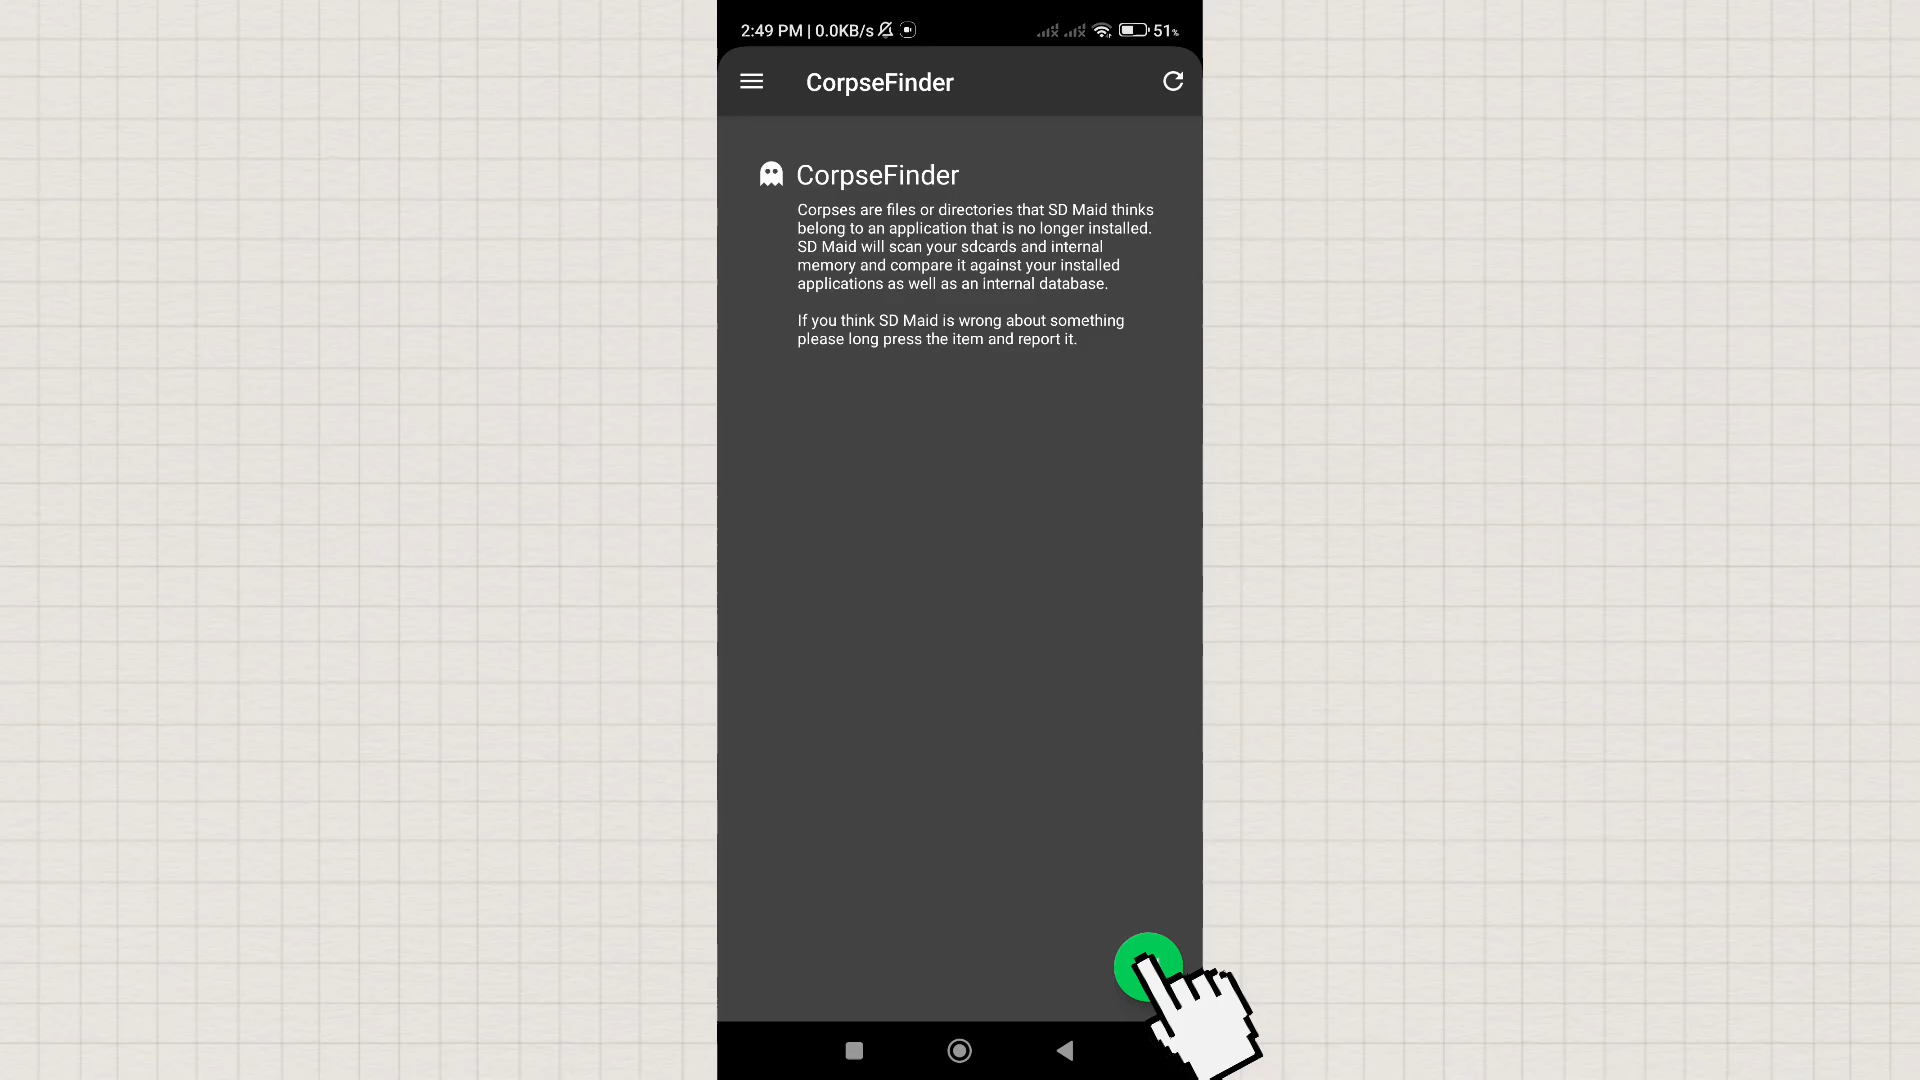 2:49 PM | 0.0KB/s
51%
CorpseFinder
CorpseFinder
Corpses are files or directories that SD Maid thinks
belong to an application that is no longer installed.
SD Maid will scan your sdcards and internal
memory and compare it against your installed
applications as well as an internal database.
If you think SD Maid is wrong about something
please long press the item and report it.